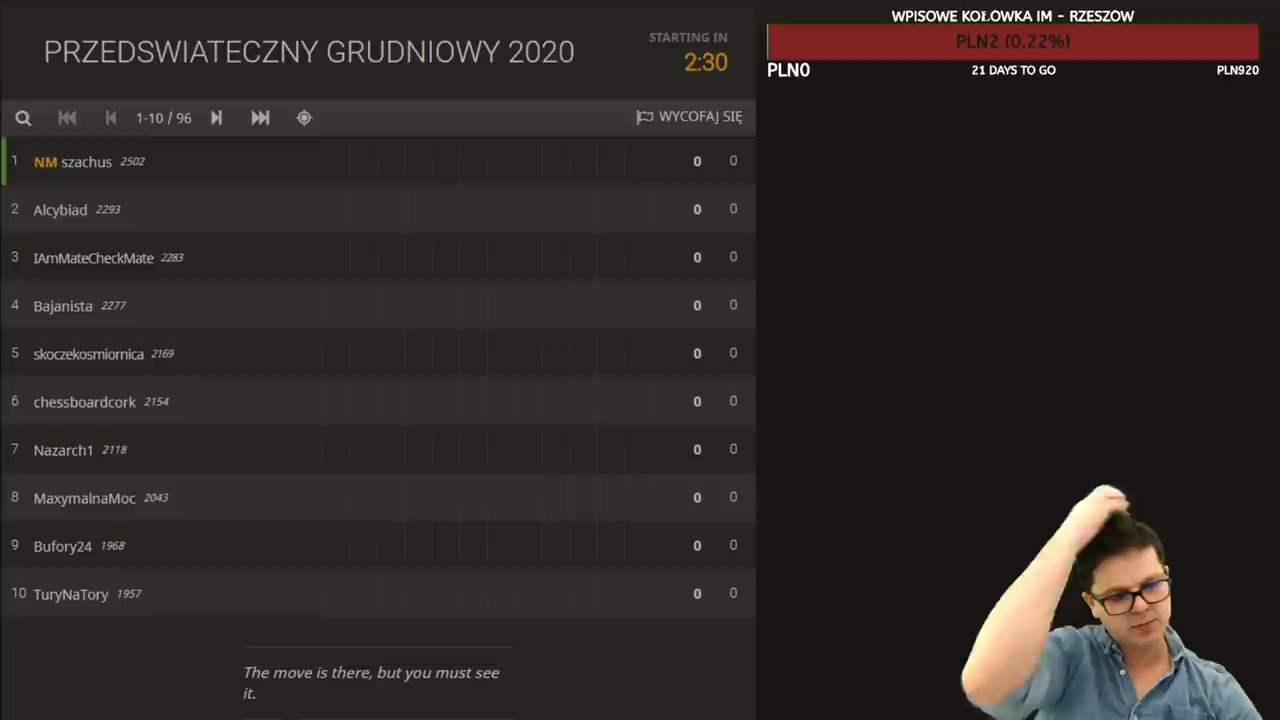 PRZEDSWIATECZNY GRUDNIOWY 2020
STARTING IN
2:30
1-10 / 96
WYCOFAJ SIĘ
1 NM szachus 2502 0 0
2 Alcybiad 2293 0 0
3 IAmMateCheckMate 2283 0 0
4 Bajanista 2277 0 0
5 skoczekosmiornica 2169 0 0
6 chessboardcork 2154 0 0
7 Nazarch1 2118 0 0
8 MaxymalnaMoc 2043 0 0
9 Bufory24 1968 0 0
10 TuryNaTory 1957 0 0
The move is there, but you must see
it.
WPISOWE KOŁOWKA IM - RZESZOW
PLN2 (0.22%)
PLN0 21 DAYS TO GO PLN920